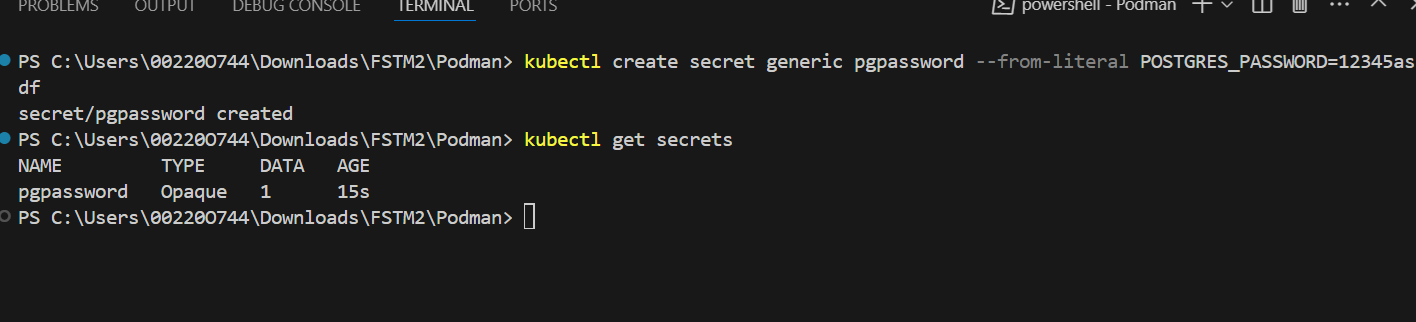 PROBLEMS OUTPUT DEBUG CONSOLE TERMINAL PORTS powershell - Podman
PS C:\Users\00220O744\Downloads\FSTM2\Podman> kubectl create secret generic pgpassword --from-literal POSTGRES_PASSWORD=12345as
df
secret/pgpassword created
PS C:\Users\00220O744\Downloads\FSTM2\Podman> kubectl get secrets
NAME TYPE DATA AGE
pgpassword Opaque 1 15s
PS C:\Users\00220O744\Downloads\FSTM2\Podman>